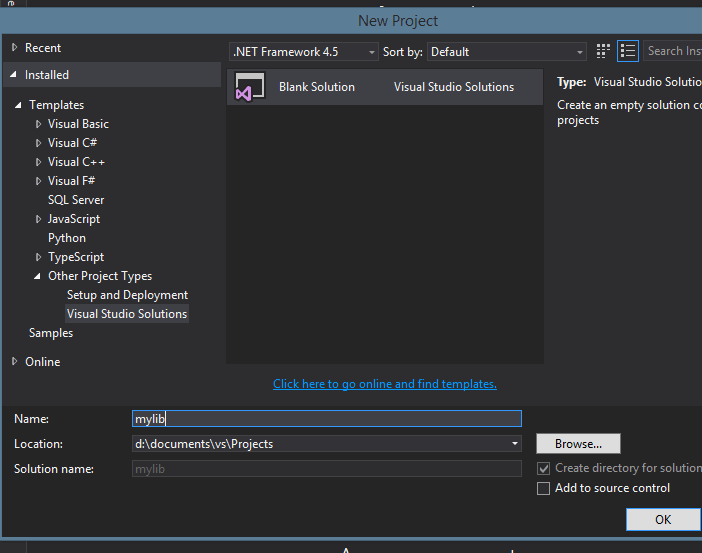 New Project
Recent
.NET Framework 4.5 Sort by: Default
Installed
Templates
Visual Basic
Visual C#
Visual C++
Visual F#
SQL Server
JavaScript
Python
TypeScript
Other Project Types
Setup and Deployment
Visual Studio Solutions
Samples
Online
Blank Solution Visual Studio Solutions
Search Ins
Type: Visual Studio Solutio
Create an empty solution co
projects
Click here to go online and find templates.
Name: mylib
Location: d:\documents\vs\Projects Browse...
Solution name: mylib Create directory for solution
Add to source control
OK